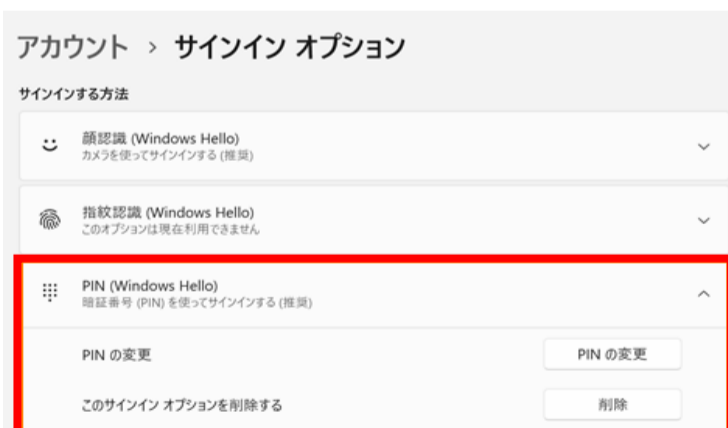 アカウント › サインイン オプション
サインインする方法
顔認識 (Windows Hello)
カメラを使ってサインインする (推奨)
指紋認識 (Windows Hello)
このオプションは現在利用できません
PIN (Windows Hello)
暗証番号 (PIN) を使ってサインインする (推奨)
PIN の変更 PIN の変更
このサインイン オプションを削除する 削除